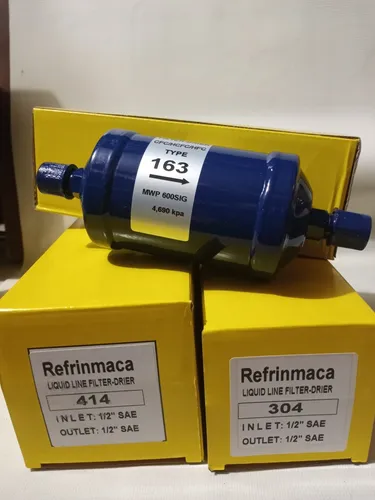 CFC/HCFC/HFC
TYPE
163
MWP 600SIG
4,690 kpa
Refrinmaca
LIQUID LINE FILTER-DRIER
414
INLET: 1/2" SAE
OUTLET: 1/2" SAE
Refrinmaca
LIQUID LINE FILTER-DRIER
304
INLET: 1/2" SAE
OUTLET: 1/2" SAE